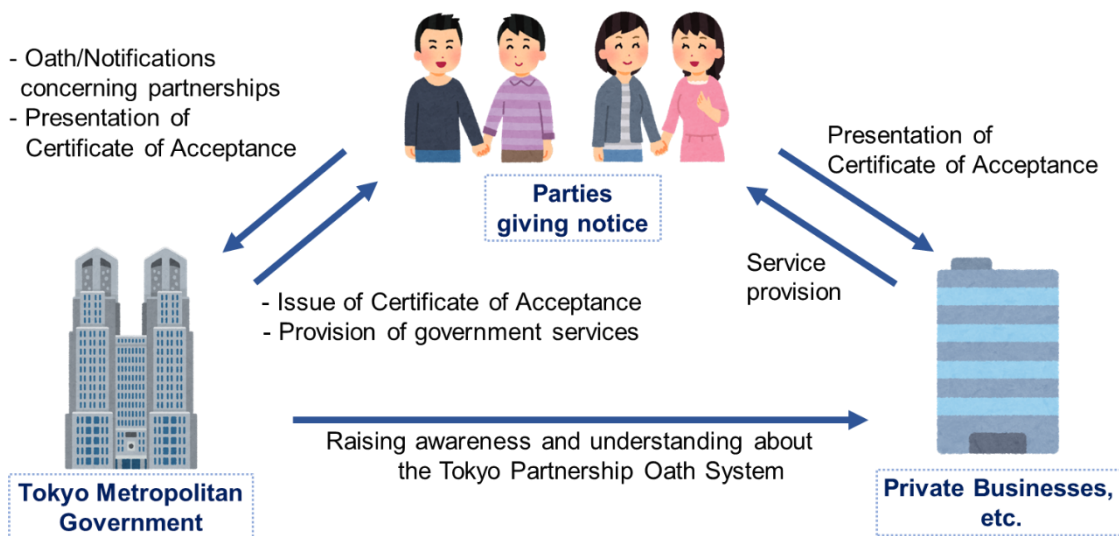 - Oath/Notifications
concerning partnerships
- Presentation of
Certificate of Acceptance
Parties
giving notice
Presentation of
Certificate of Acceptance
Service
provision
- Issue of Certificate of Acceptance
- Provision of government services
Raising awareness and understanding about
the Tokyo Partnership Oath System
Tokyo Metropolitan
Government
Private Businesses,
etc.